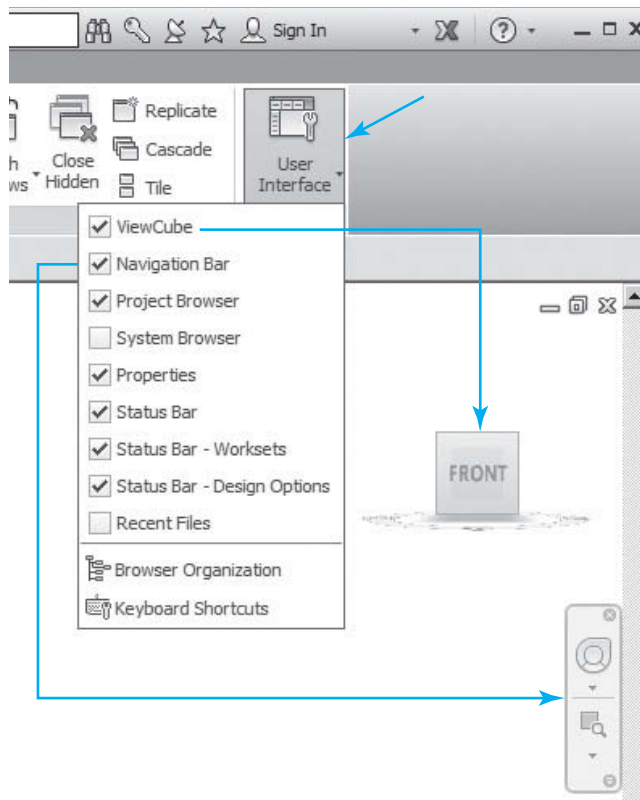 Sign In
Replicate
Cascade
Tile
Close
Hidden
h
ws
User
Interface
ViewCube
Navigation Bar
Project Browser
System Browser
Properties
Status Bar
Status Bar - Worksets
Status Bar - Design Options
Recent Files
Browser Organization
Keyboard Shortcuts
FRONT